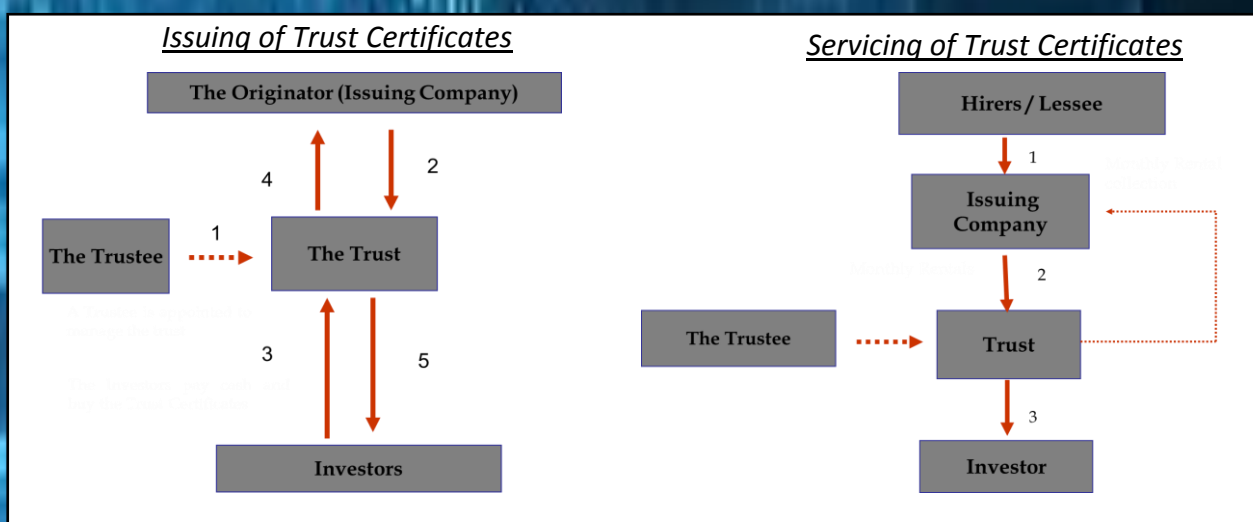 Issuing of Trust Certificates
The Originator (Issuing Company)
4
2
The Trustee
1
The Trust
3
5
Investors
Servicing of Trust Certificates
Hirers / Lessee
1
Issuing
Company
2
The Trustee
Trust
3
Investor